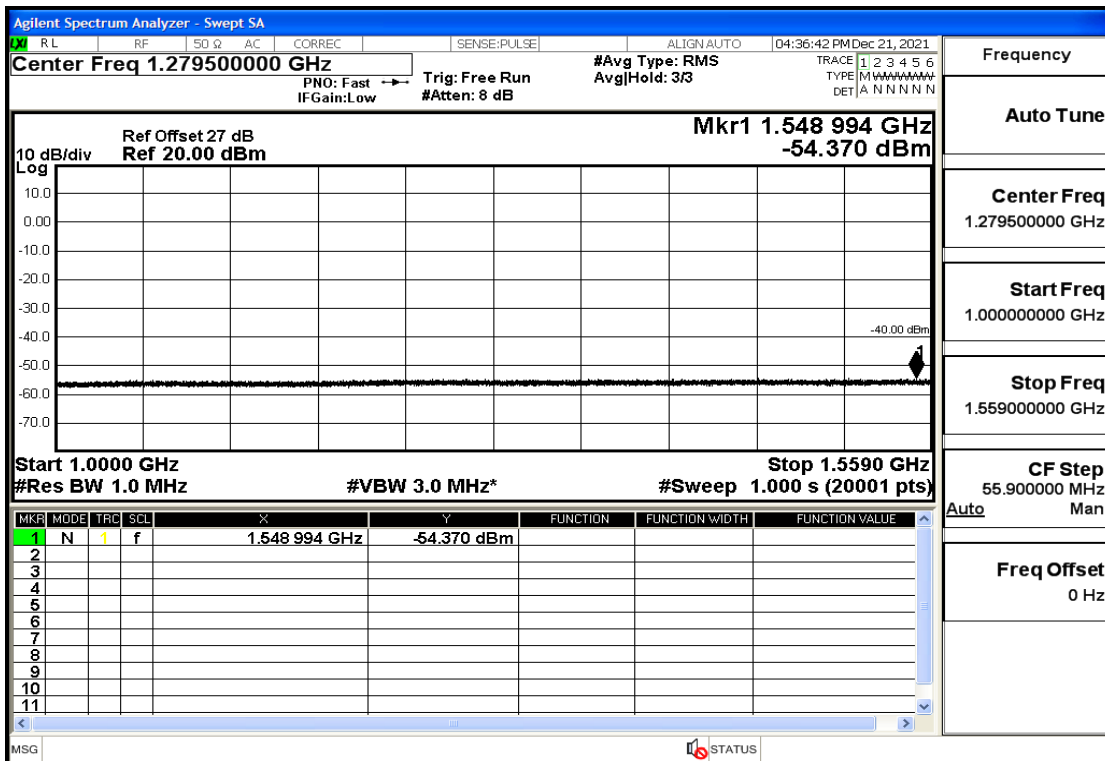 Agilent Spectrum Analyzer - Swept SA
LXI RL RF 50 Ω AC CORREC SENSE:PULSE ALIGN AUTO 04:36:42 PM Dec 21, 2021
Center Freq 1.279500000 GHz
PNO: Fast
IFGain:Low
Trig: Free Run
#Atten: 8 dB
#Avg Type: RMS
Avg|Hold: 3/3
TRACE 1 2 3 4 5 6
TYPE M W W W W W
DET A N N N N N
Ref Offset 27 dB
10 dB/div Ref 20.00 dBm
Log
Mkr1 1.548 994 GHz
-54.370 dBm
10.0
0.00
-10.0
-20.0
-30.0
-40.0
-50.0
-60.0
-70.0
-40.00 dBm
1
Start 1.0000 GHz Stop 1.5590 GHz
#Res BW 1.0 MHz #VBW 3.0 MHz* #Sweep 1.000 s (20001 pts)
MKR MODE TRC SCL X Y FUNCTION FUNCTION WIDTH FUNCTION VALUE
1 N 1 f 1.548 994 GHz -54.370 dBm
2
3
4
5
6
7
8
9
10
11
MSG STATUS
Frequency
Auto Tune
Center Freq
1.279500000 GHz
Start Freq
1.000000000 GHz
Stop Freq
1.559000000 GHz
CF Step
55.900000 MHz
Auto Man
Freq Offset
0 Hz